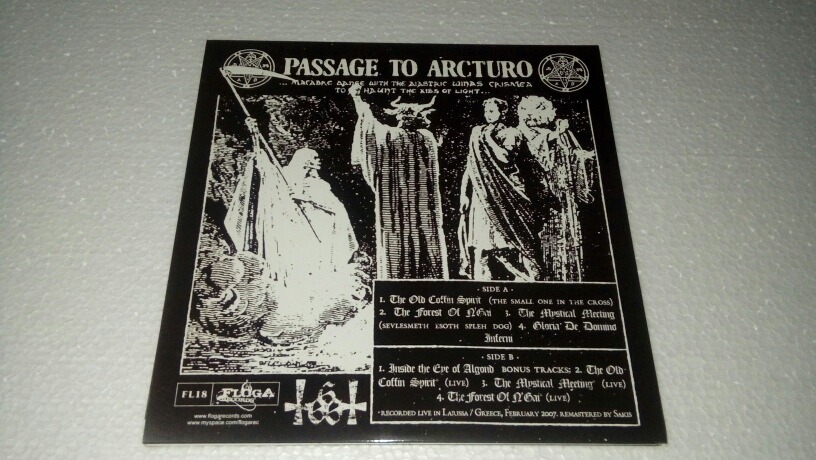 PASSAGE TO ARCTURO
... MACABRE DANCE WITH THE
TO HAUNT THE KIDS OF LIGHT...
· SIDE A ·
1. The Old Coffin Spirit (THE SMALL ONE IN THE CROSS)
2. The Forest Of N'Gai 3. The Mystical Meeting
(SEVLESMETH KSOTH SPLEH DOG) 4. Gloria De Domino
Inferni
· SIDE B ·
1. Inside the Eye of Algond BONUS TRACKS: 2. The Old
Coffin Spirit (LIVE) 3. The Mystical Meeting (LIVE)
4. The Forest Of N'Gai (LIVE)
RECORDED LIVE IN LARISSA / GREECE, FEBRUARY 2007. REMASTERED BY SAKIS
FL18
FLOGA
RECORDS
www.flogarecords.com
www.myspace.com/flogarec